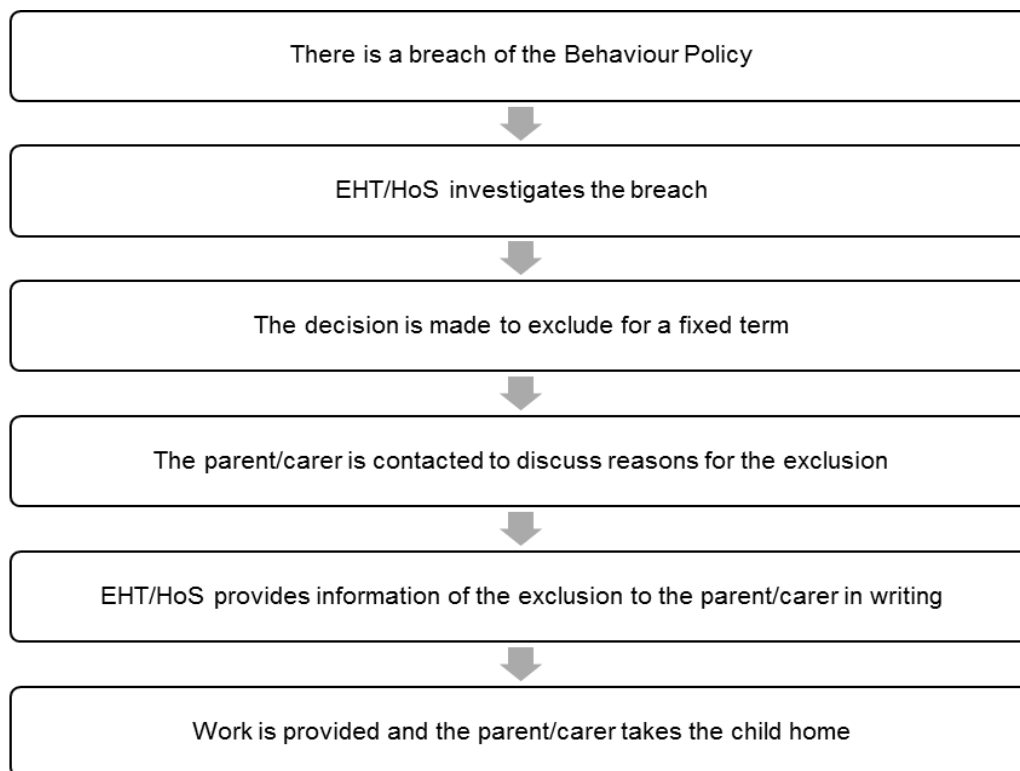 There is a breach of the Behaviour Policy
EHT/HoS investigates the breach
The decision is made to exclude for a fixed term
The parent/carer is contacted to discuss reasons for the exclusion
EHT/HoS provides information of the exclusion to the parent/carer in writing
Work is provided and the parent/carer takes the child home